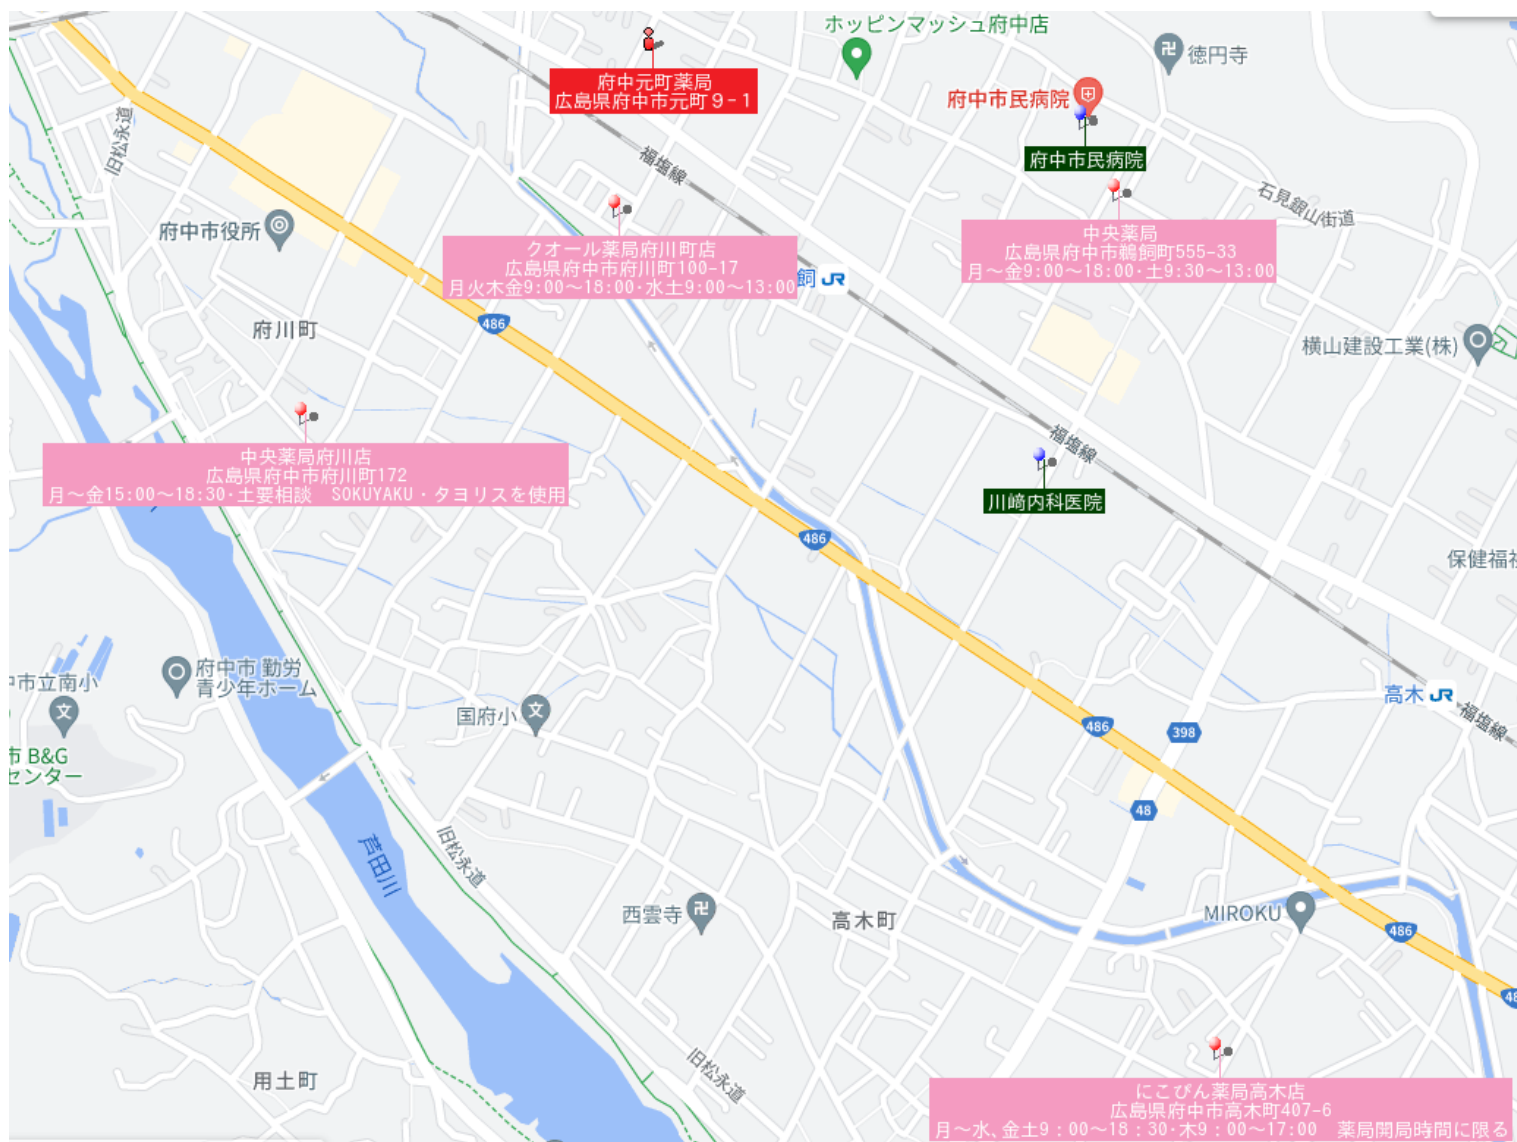 ホッピンマッシュ府中店
徳円寺
府中元町薬局
広島県府中市元町9-1
府中市民病院
府中市民病院
旧松永道
福塩線
石見銀山街道
府中市役所
クオール薬局府川町店
広島県府中市府川町100-17
月火木金9:00～18:00･水土9:00～13:00
飼 JR
中央薬局
広島県府中市鵜飼町555-33
月～金9:00～18:00･土9:30～13:00
府川町
486
横山建設工業(株)
中央薬局府川店
広島県府中市府川町172
月～金15:00～18:30･土要相談　SOKUYAKU・タヨリスを使用
福塩線
川﨑内科医院
486
保健福祉
府中市 勤労
青少年ホーム
中市立南小
国府小
高木 JR
福塩線
486
398
市 B&G
センター
48
芦田川
旧松永道
西雲寺
高木町
MIROKU
486
48
用土町
旧松永道
にこぴん薬局高木店
広島県府中市高木町407-6
月～水､金土9：00～18：30･木9：00～17:00　薬局開局時間に限る